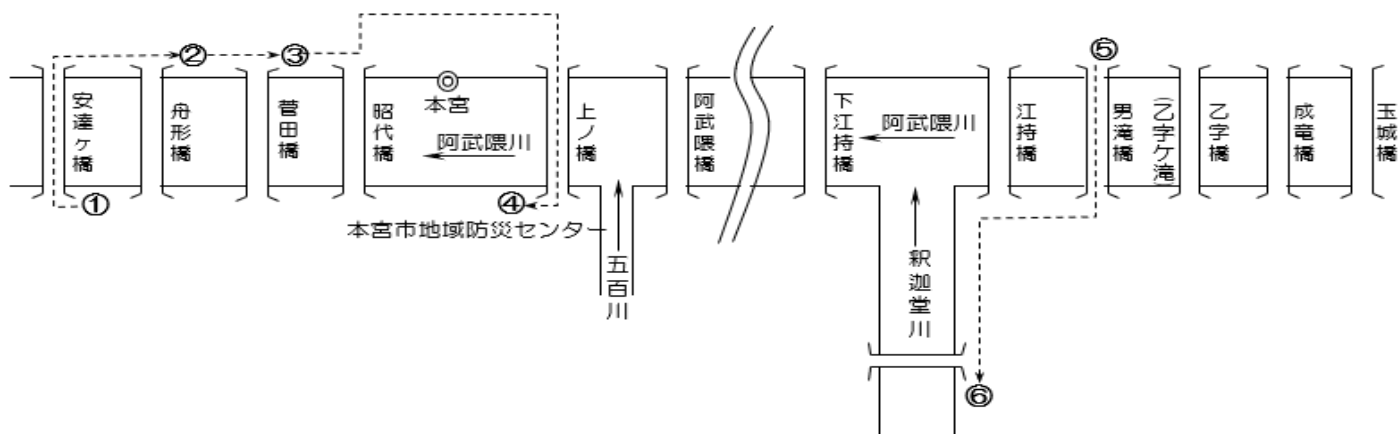 ②
③
⑤
安達ヶ橋
舟形橋
菅田橋
昭代橋
◎
本宮
阿武隈川
上ノ橋
阿武隈橋
下江持橋
阿武隈川
江持橋
男滝橋
(乙字ケ滝)
乙字橋
成竜橋
玉城橋
①
④
本宮市地域防災センター
五百川
釈迦堂川
⑥